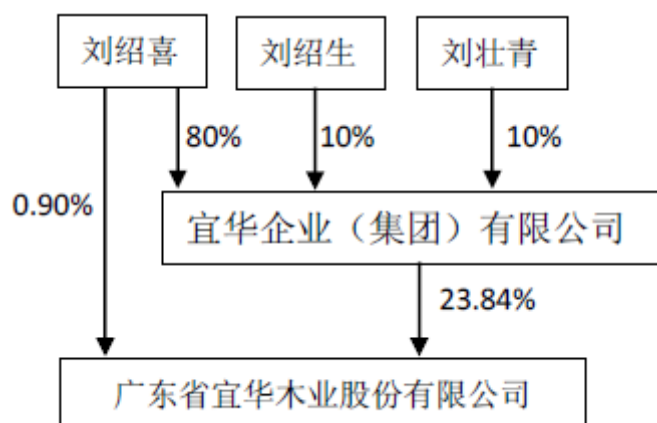 刘绍喜
刘绍生
刘壮青
80%
10%
10%
0.90%
宜华企业（集团）有限公司
23.84%
广东省宜华木业股份有限公司